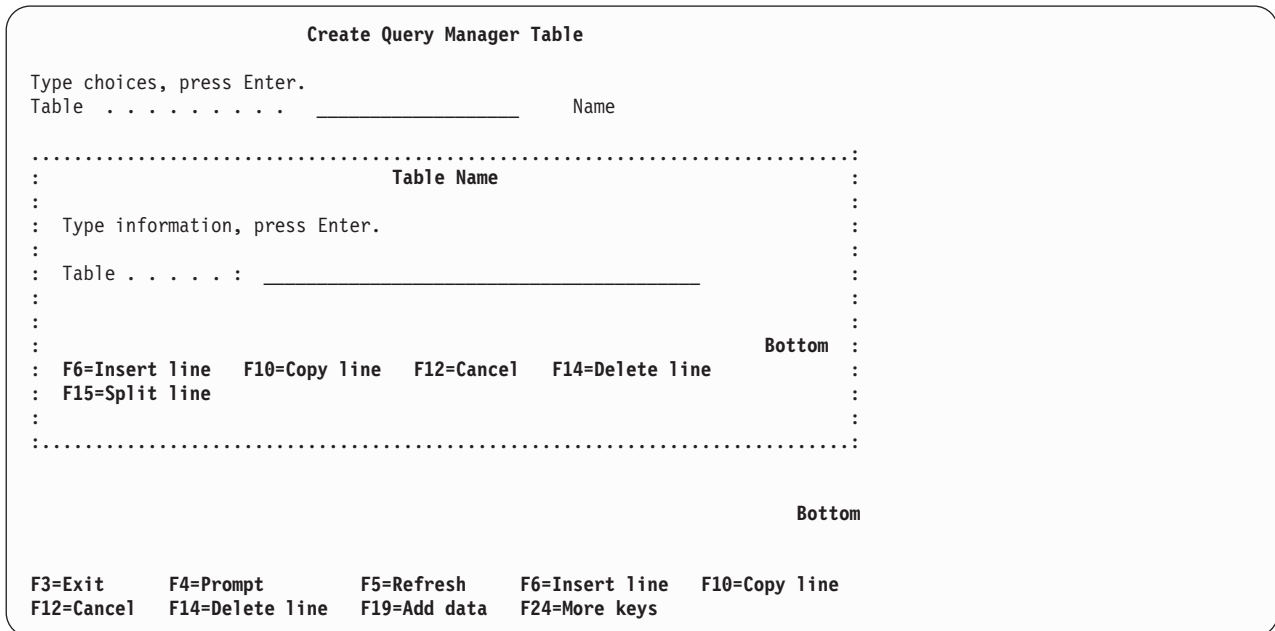 Create Query Manager Table
Type choices, press Enter.
Table . . . . . . . . . ___________________ Name
............................................................................:
: Table Name :
: :
: Type information, press Enter. :
: :
: Table . . . . . : _________________________________________ :
: :
: :
: Bottom :
: F6=Insert line F10=Copy line F12=Cancel F14=Delete line :
: F15=Split line :
: :
:...........................................................................:
Bottom
F3=Exit F4=Prompt F5=Refresh F6=Insert line F10=Copy line
F12=Cancel F14=Delete line F19=Add data F24=More keys